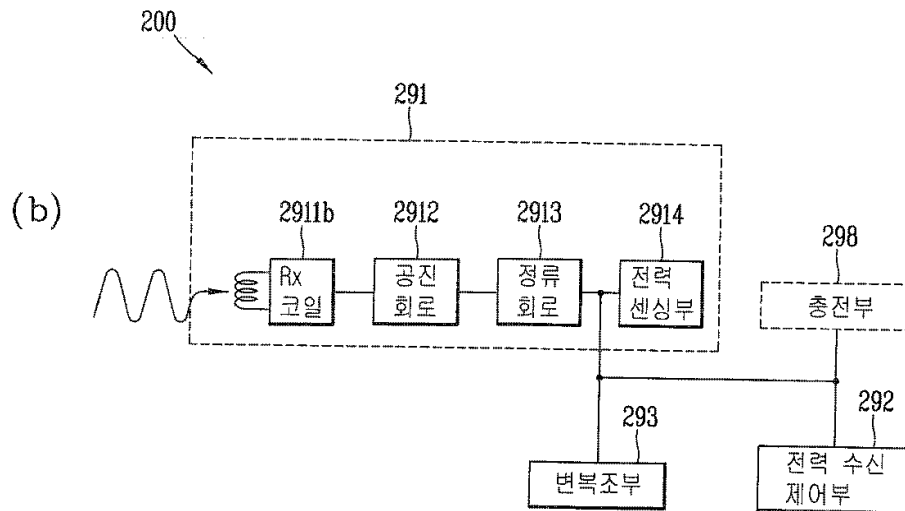 200
291
(b)
2911b
2912
2913
2914
298
Rx
코일
공진
회로
정류
회로
전력
센싱부
충전부
293
292
변복조부
전력 수신
제어부